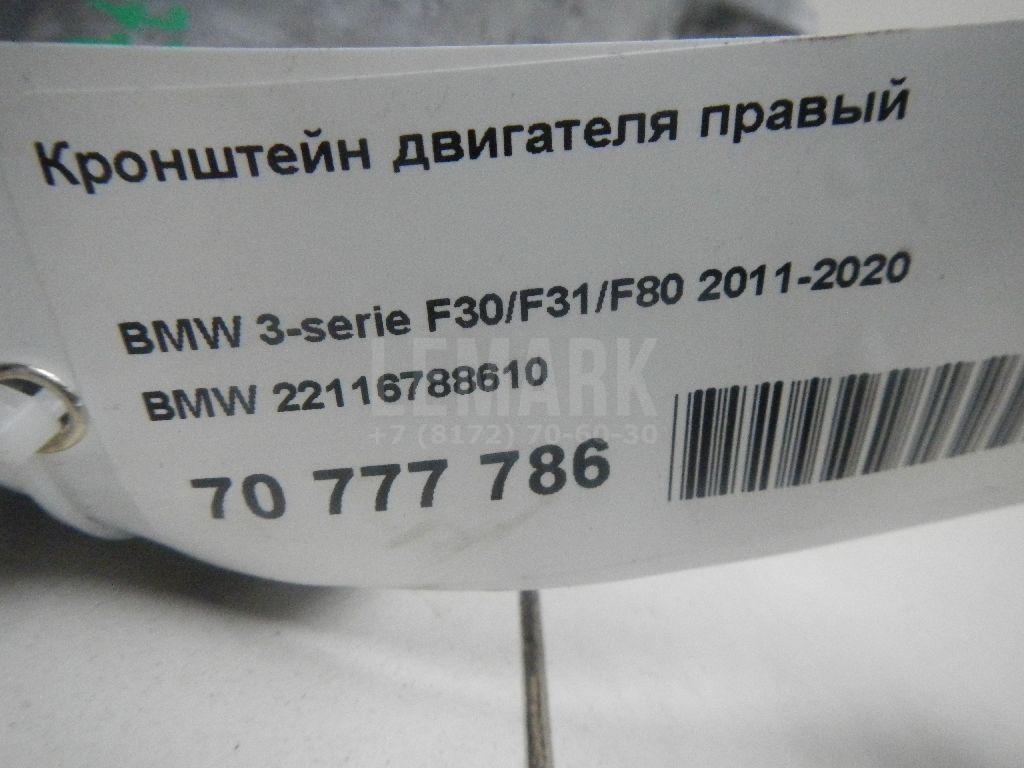 Кронштейн двигателя правый
BMW 3-serie F30/F31/F80 2011-2020
BMW 22116788610
LEMARK
+7 (8172) 70-60-30
70 777 786